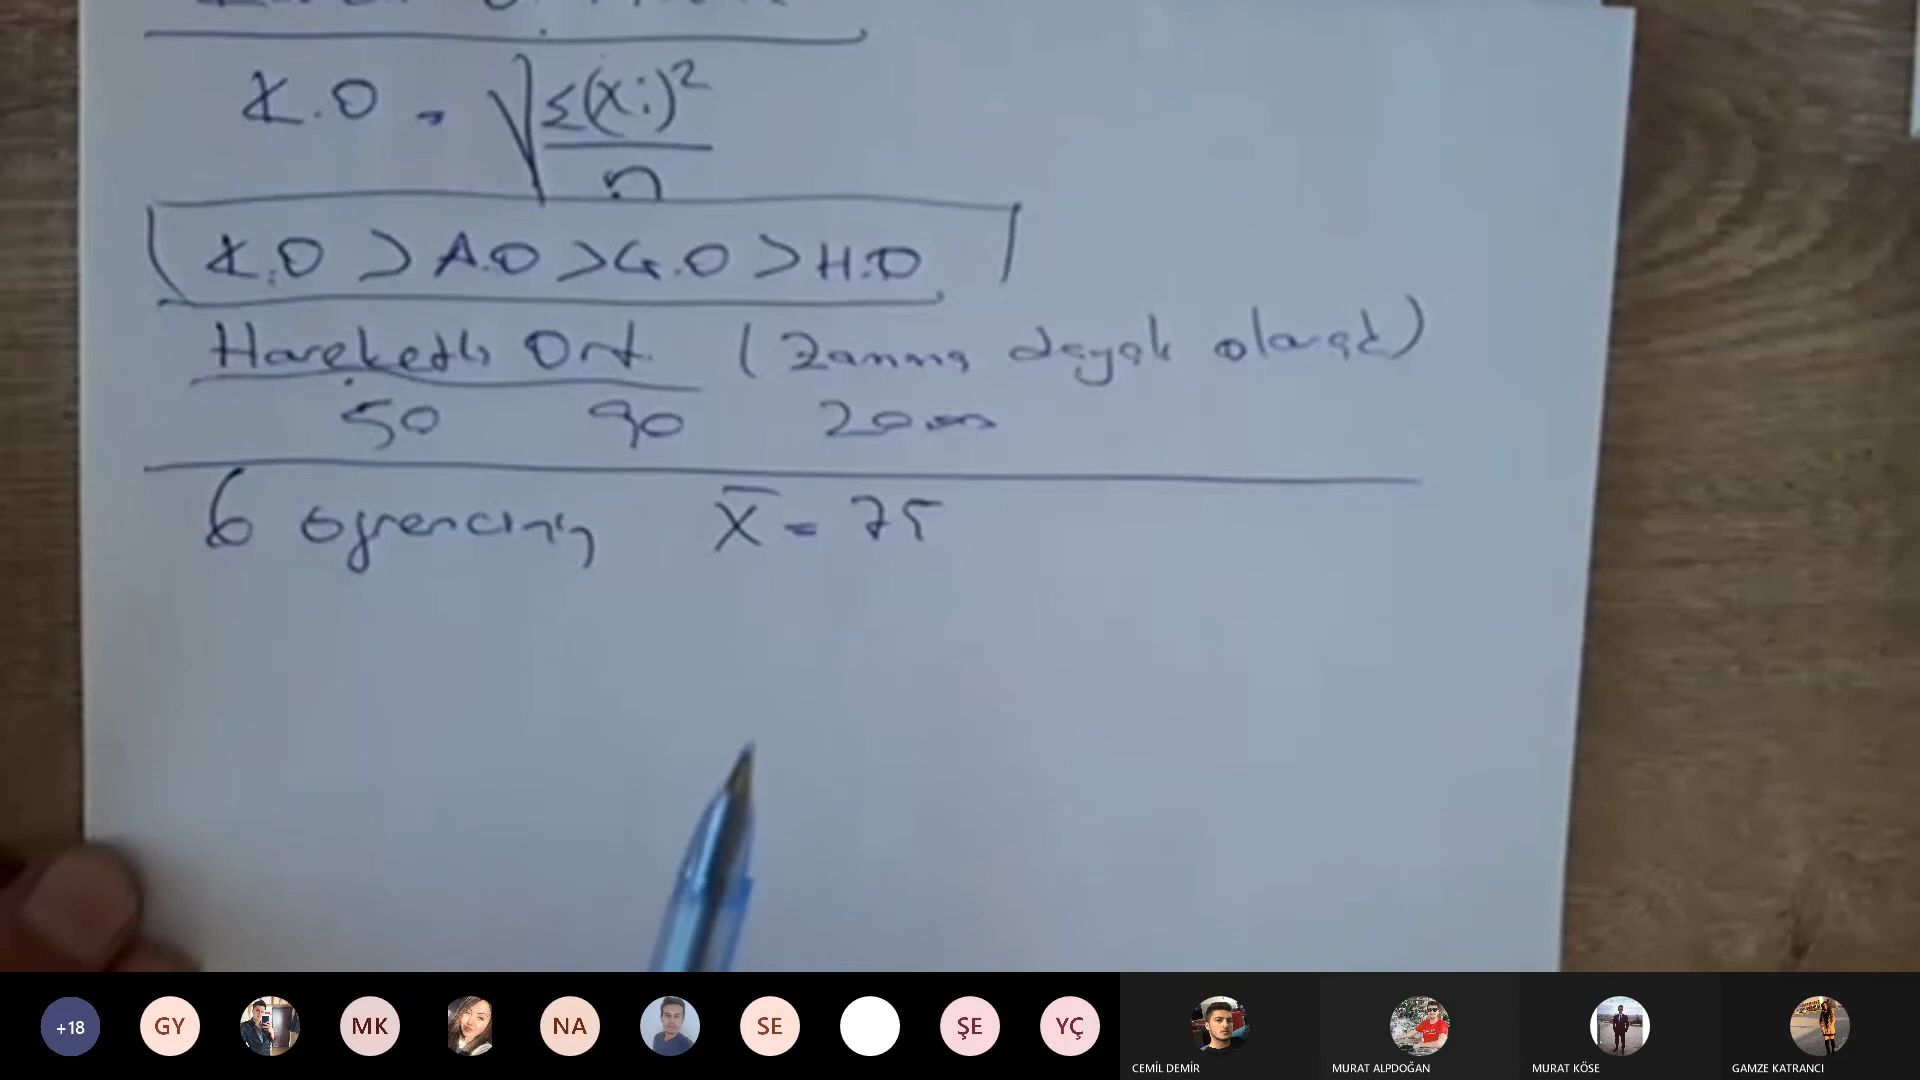 K.O = √Σ(xi)²/n
K.O > A.O > G.O > H.O
Hareketli Ort. (Zamana dayalı olarak)
50 90 2000
6 öğrencinin X̄ = 75
+18 GY MK NA SE ŞE YÇ
CEMİL DEMİR MURAT ALPDOĞAN MURAT KÖSE GAMZE KATRANCI